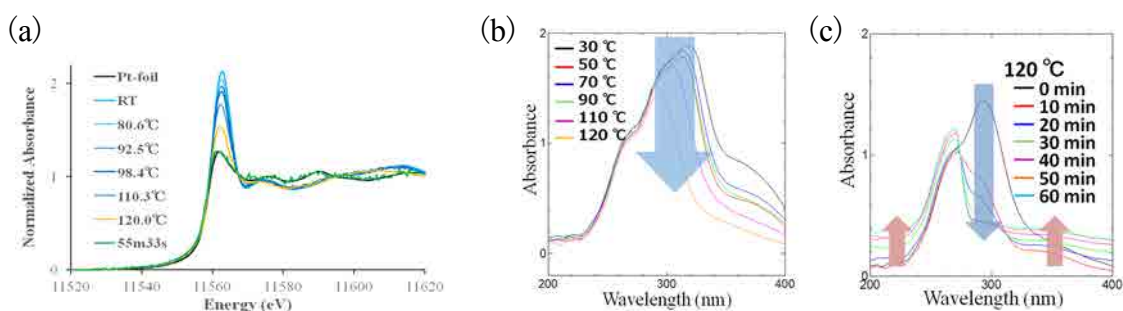 (a)
Normalized Absorbance
2
1
0
Pt-foil
RT
80.6℃
92.5℃
98.4℃
110.3℃
120.0℃
55m33s
11520 11540 11560 11580 11600 11620
Energy (eV)
(b)
Absorbance
2
1
0
30 ℃
50 ℃
70 ℃
90 ℃
110 ℃
120 ℃
200 300 400
Wavelength (nm)
(c)
Absorbance
2
1
0
120 ℃
0 min
10 min
20 min
30 min
40 min
50 min
60 min
200 300 400
Wavelength (nm)